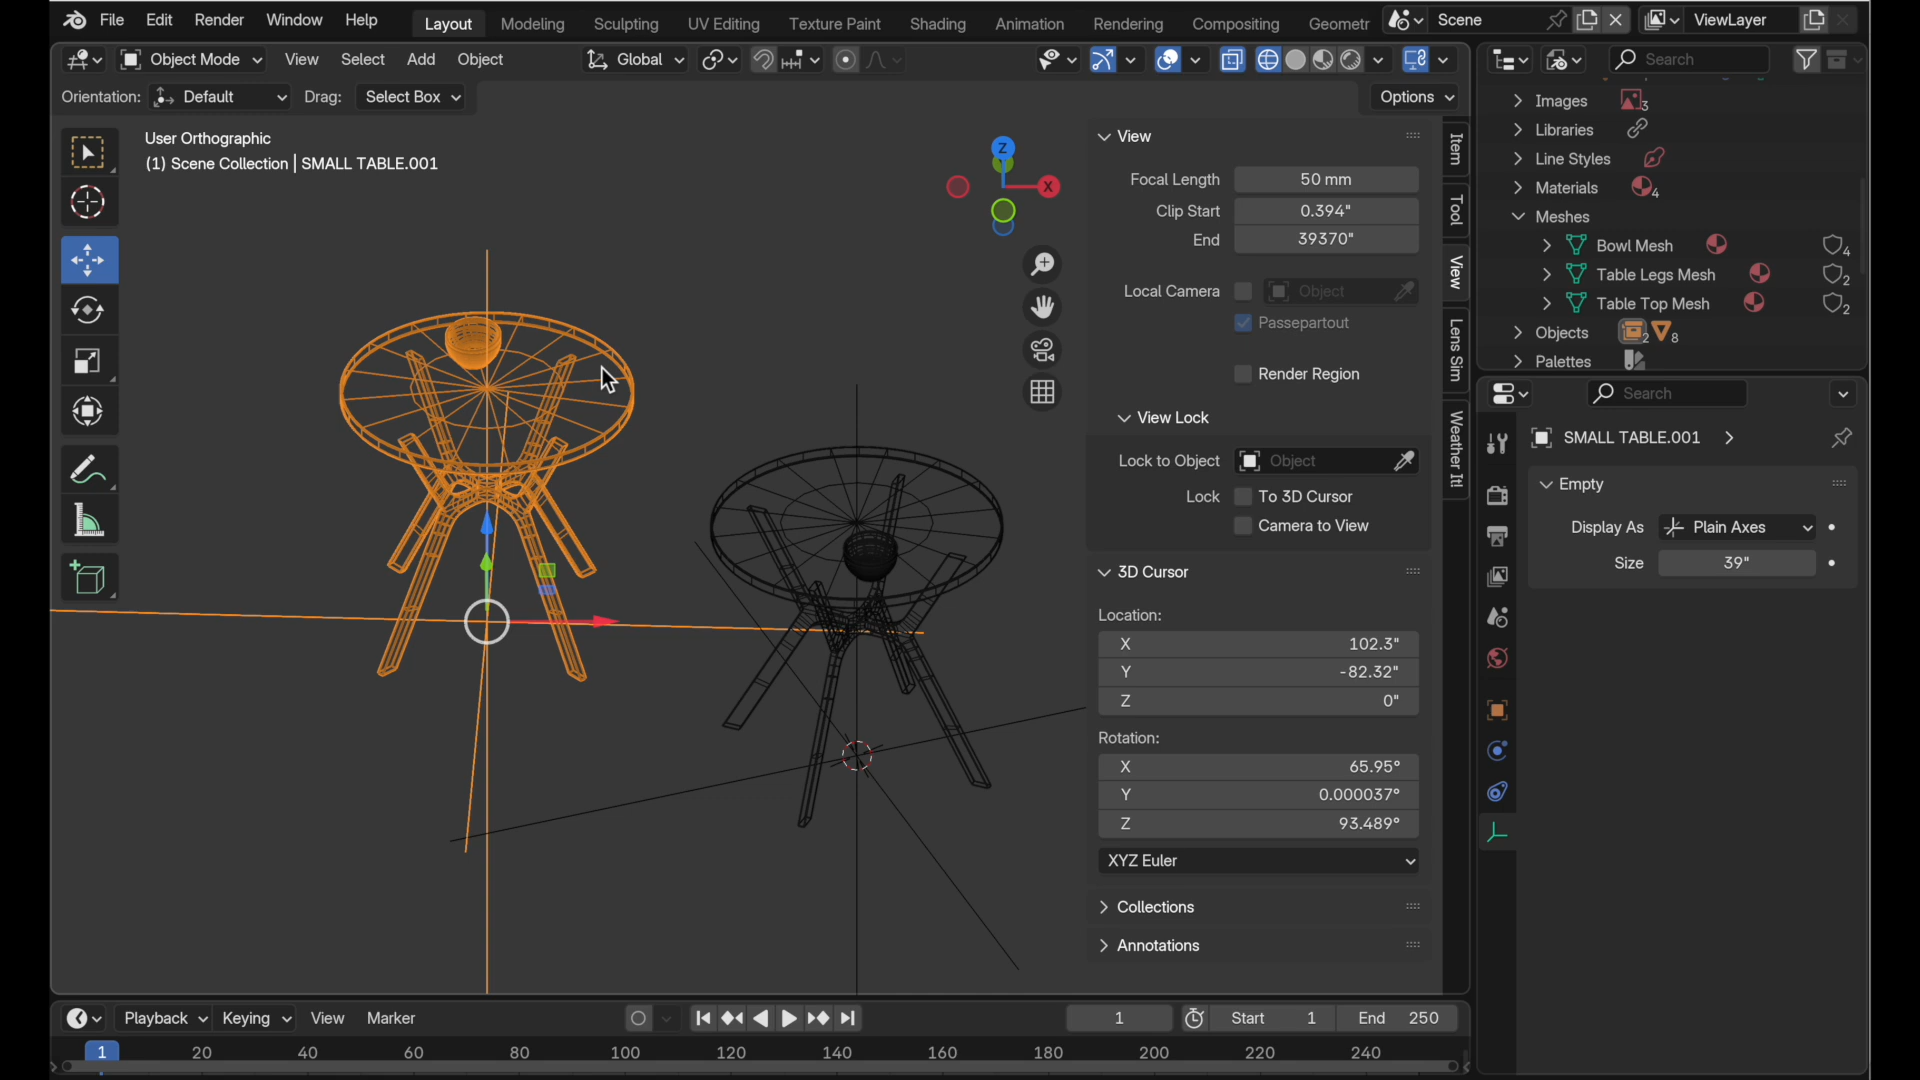 File Edit Render Window Help Layout Modeling Sculpting UV Editing Texture Paint Shading Animation Rendering Compositing Geometr Scene ViewLayer
Object Mode View Select Add Object Global Search
Orientation: Default Drag: Select Box Options
User Orthographic
(1) Scene Collection | SMALL TABLE.001
Z
X
View
Focal Length 50 mm
Clip Start 0.394"
End 39370"
Local Camera Object
Passepartout
Render Region
View Lock
Lock to Object Object
Lock To 3D Cursor
Camera to View
3D Cursor
Location:
X 102.3"
Y -82.32"
Z 0"
Rotation:
X 65.95°
Y 0.000037°
Z 93.489°
XYZ Euler
Collections
Annotations
Item
Tool
View
Lens Sim
Weather It!
Images 3
Libraries
Line Styles
Materials 4
Meshes
Bowl Mesh 4
Table Legs Mesh 2
Table Top Mesh 2
Objects 2 8
Palettes
Search
SMALL TABLE.001
Empty
Display As Plain Axes
Size 39"
Playback Keying View Marker 1 Start 1 End 250
1 20 40 60 80 100 120 140 160 180 200 220 240